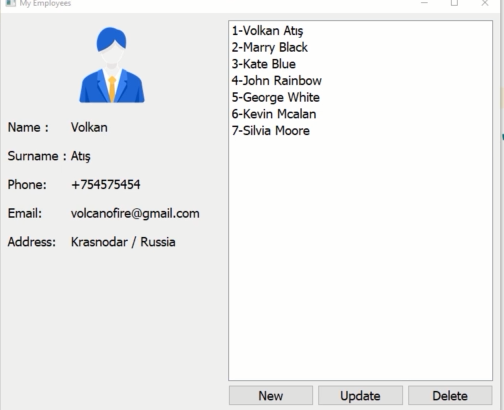 My Employees
Name : Volkan
Surname : Atış
Phone: +754575454
Email: volcanofire@gmail.com
Address: Krasnodar / Russia
1-Volkan Atış
2-Marry Black
3-Kate Blue
4-John Rainbow
5-George White
6-Kevin Mcalan
7-Silvia Moore
New Update Delete